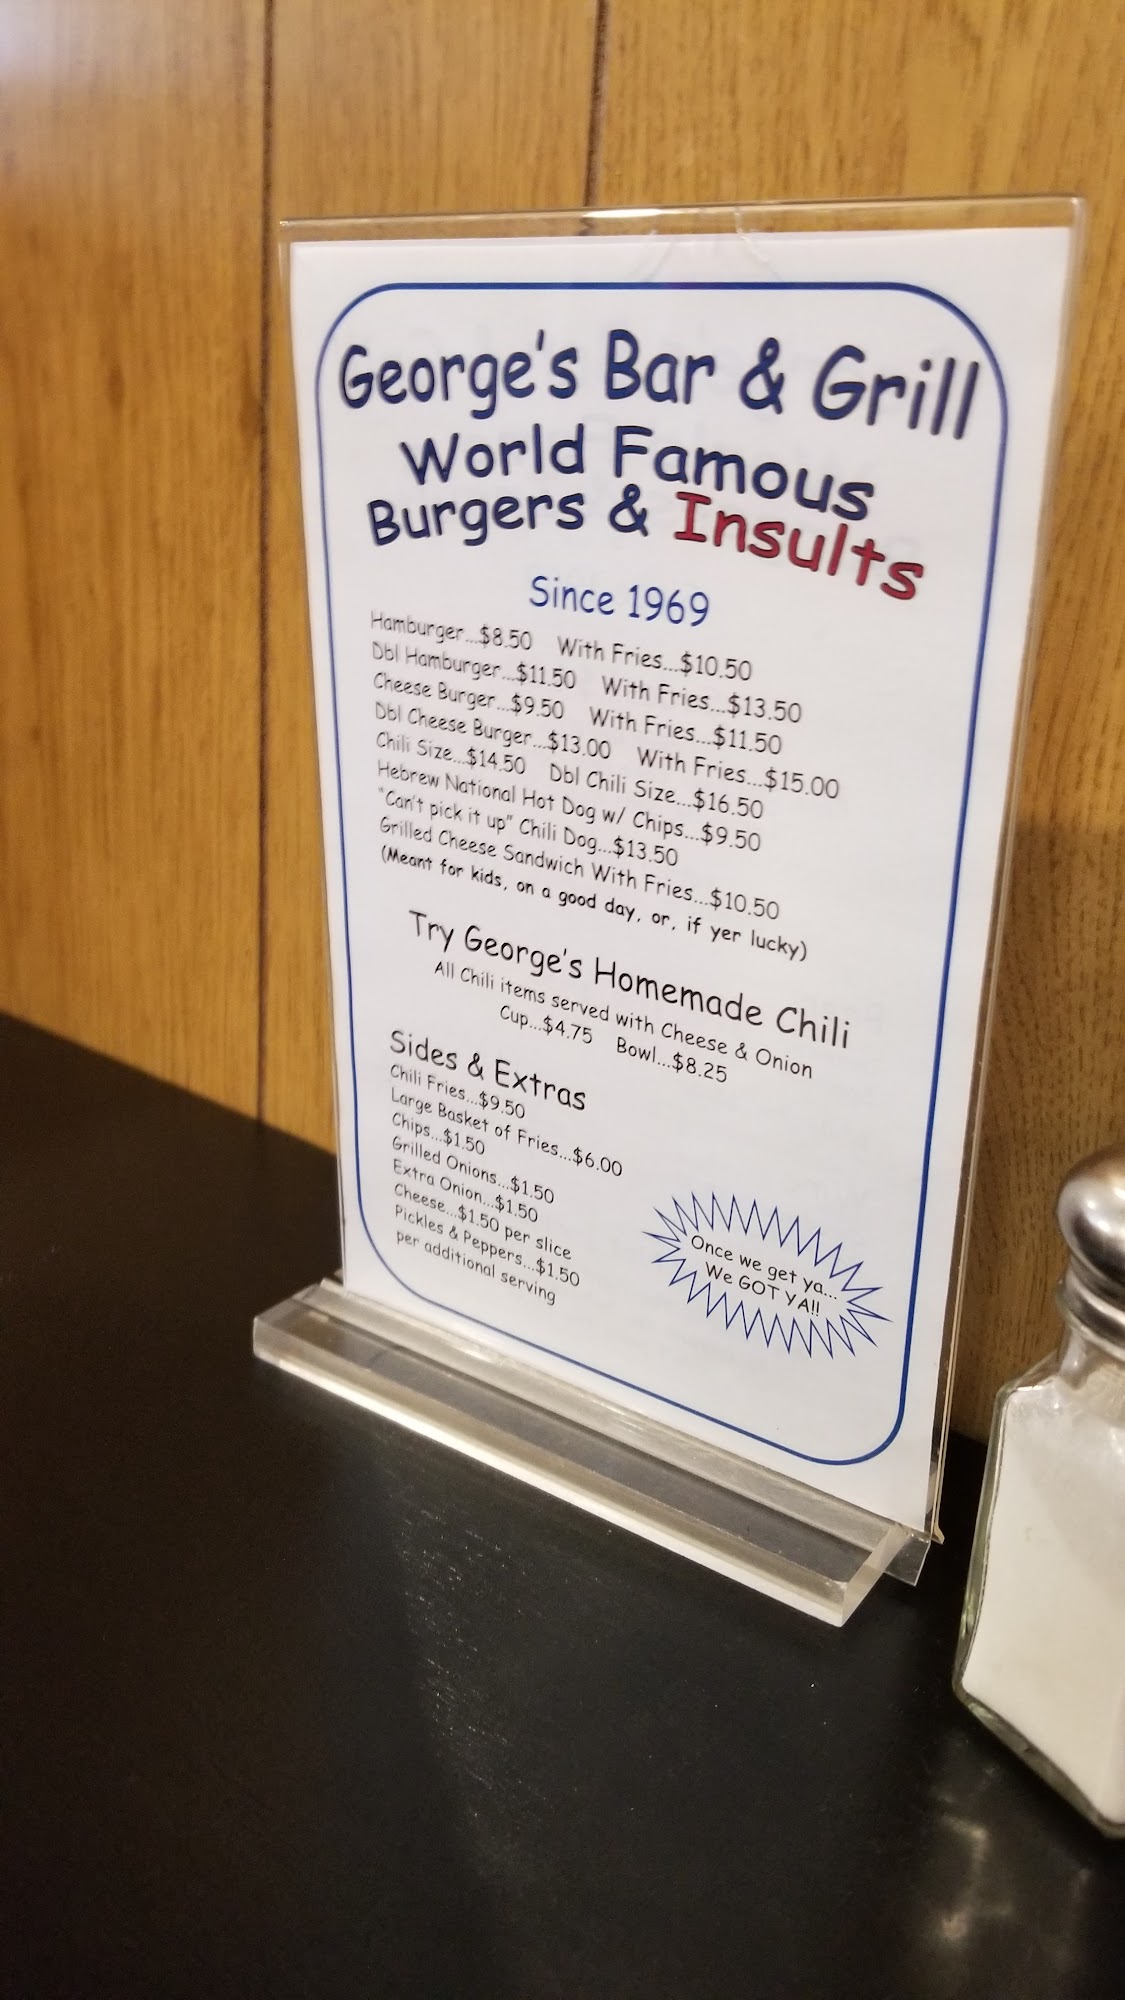 George's Bar & Grill
World Famous
Burgers & Insults
Since 1969
Hamburger...$8.50 With Fries...$10.50
Dbl Hamburger...$11.50 With Fries...$13.50
Cheese Burger...$9.50 With Fries...$11.50
Dbl Cheese Burger...$13.00 With Fries...$15.00
Chili Size...$14.50 Dbl Chili Size...$16.50
Hebrew National Hot Dog w/ Chips...$9.50
"Can't pick it up" Chili Dog...$13.50
Grilled Cheese Sandwich With Fries...$10.50
(Meant for kids, on a good day, or, if yer lucky)
Try George's Homemade Chili
All Chili items served with Cheese & Onion
Cup...$4.75 Bowl...$8.25
Sides & Extras
Chili Fries...$9.50
Large Basket of Fries...$6.00
Chips...$1.50
Grilled Onions...$1.50
Extra Onion...$1.50
Cheese...$1.50 per slice
Pickles & Peppers...$1.50
per additional serving
Once we get ya...
We GOT YA!!